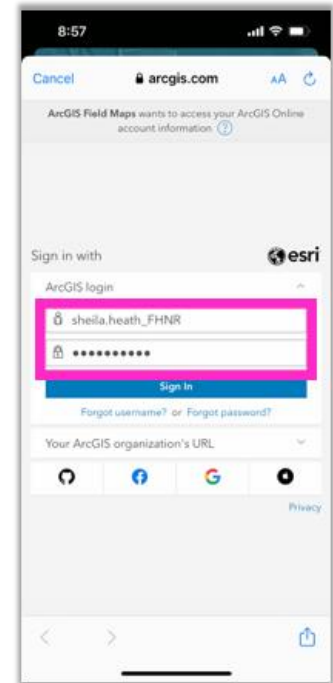 8:57
Cancel arcgis.com AA
ArcGIS Field Maps wants to access your ArcGIS Online
account information ?
Sign in with esri
ArcGIS login
sheila.heath_FHNR
••••••••••
Sign In
Forgot username? or Forgot password?
Your ArcGIS organization's URL
G
Privacy